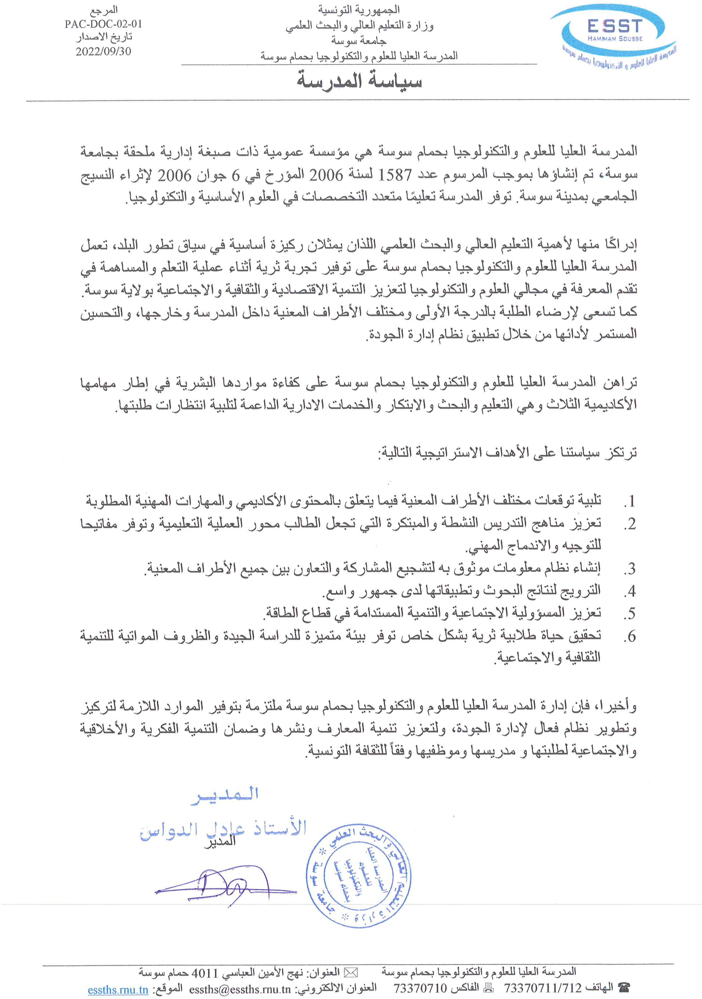 المرجع
PAC-DOC-02-01
تاريخ الاصدار
2022/09/30
الجمهورية التونسية
وزارة التعليم العالي والبحث العلمي
جامعة سوسة
المدرسة العليا للعلوم والتكنولوجيا بحمام سوسة
ESST
HAMMAM SOUSSE
المدرسة العليا للعلوم و التكنولوجيا بحمام سوسة
سياسة المدرسة
المدرسة العليا للعلوم والتكنولوجيا بحمام سوسة هي مؤسسة عمومية ذات صبغة إدارية ملحقة بجامعة
سوسة، تم إنشاؤها بموجب المرسوم عدد 1587 لسنة 2006 المؤرخ في 6 جوان 2006 لإثراء النسيج
الجامعي بمدينة سوسة. توفر المدرسة تعليمًا متعدد التخصصات في العلوم الأساسية والتكنولوجيا.
إدراكًا منها لأهمية التعليم العالي والبحث العلمي اللذان يمثلان ركيزة أساسية في سياق تطور البلد، تعمل
المدرسة العليا للعلوم والتكنولوجيا بحمام سوسة على توفير تجربة ثرية أثناء عملية التعلم والمساهمة في
تقدم المعرفة في مجالي العلوم والتكنولوجيا لتعزيز التنمية الاقتصادية والثقافية والاجتماعية بولاية سوسة.
كما تسعى لإرضاء الطلبة بالدرجة الأولى ومختلف الأطراف المعنية داخل المدرسة وخارجها، والتحسين
المستمر لأدائها من خلال تطبيق نظام إدارة الجودة.
تراهن المدرسة العليا للعلوم والتكنولوجيا بحمام سوسة على كفاءة مواردها البشرية في إطار مهامها
الأكاديمية الثلاث وهي التعليم والبحث والابتكار والخدمات الادارية الداعمة لتلبية انتظارات طلبتها.
ترتكز سياستنا على الأهداف الاستراتيجية التالية:
1. تلبية توقعات مختلف الأطراف المعنية فيما يتعلق بالمحتوى الأكاديمي والمهارات المهنية المطلوبة
2. تعزيز مناهج التدريس النشطة والمبتكرة التي تجعل الطالب محور العملية التعليمية وتوفر مفاتيحا
للتوجيه والاندماج المهني.
3. إنشاء نظام معلومات موثوق به لتشجيع المشاركة والتعاون بين جميع الأطراف المعنية.
4. الترويج لنتائج البحوث وتطبيقاتها لدى جمهور واسع.
5. تعزيز المسؤولية الاجتماعية والتنمية المستدامة في قطاع الطاقة.
6. تحقيق حياة طلابية ثرية بشكل خاص توفر بيئة متميزة للدراسة الجيدة والظروف المواتية للتنمية
الثقافية والاجتماعية.
وأخيرا، فإن إدارة المدرسة العليا للعلوم والتكنولوجيا بحمام سوسة ملتزمة بتوفير الموارد اللازمة لتركيز
وتطوير نظام فعال لإدارة الجودة، ولتعزيز تنمية المعارف ونشرها وضمان التنمية الفكرية والأخلاقية
والاجتماعية لطلبتها و مدريسها وموظفيها وفقاً للثقافة التونسية.
المدير
الأستاذ عادل الدواس
المدير
وزارة التعليم العالي والبحث العلمي * جامعة سوسة *
المدرسة العليا
للعلوم
والتكنولوجيا
بحمام سوسة
المدرسة العليا للعلوم والتكنولوجيا بحمام سوسة العنوان: نهج الأمين العباسي 4011 حمام سوسة
الهاتف 73370711/712 الفاكس 73370710 العنوان الالكتروني: essths@essths.rnu.tn الموقع: essths.rnu.tn